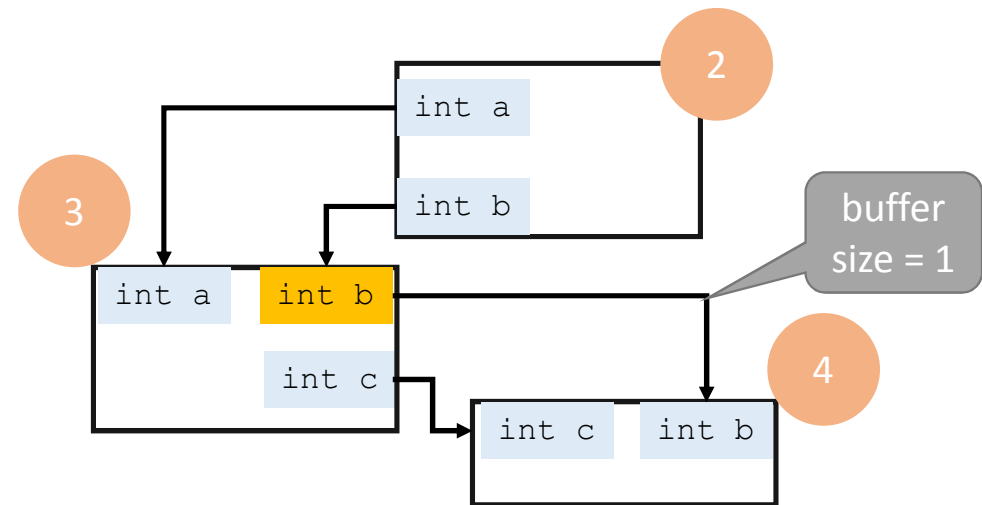 2
int a
int b
buffer
size = 1
3
int a int b
int c
4
int c int b